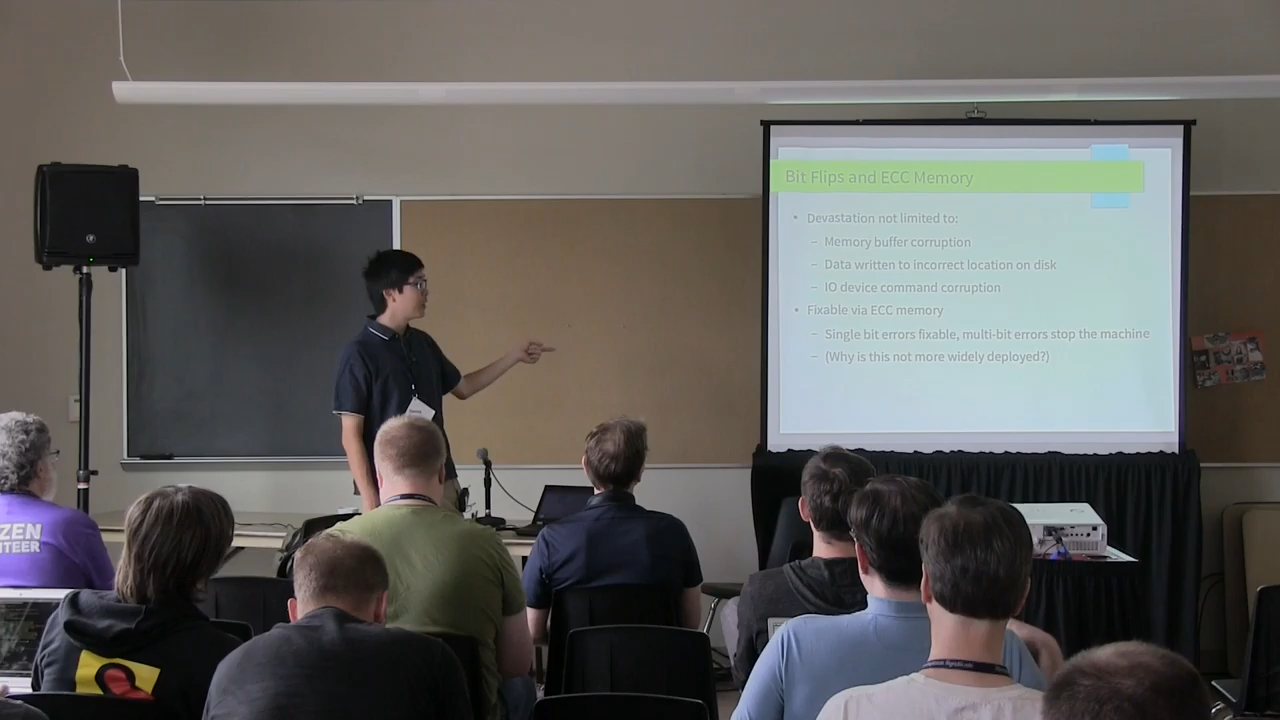 Bit Flips and ECC Memory
• Devastation not limited to:
– Memory buffer corruption
– Data written to incorrect location on disk
– IO device command corruption
• Fixable via ECC memory
– Single bit errors fixable, multi-bit errors stop the machine
– (Why is this not more widely deployed?)
ZEN
TEER